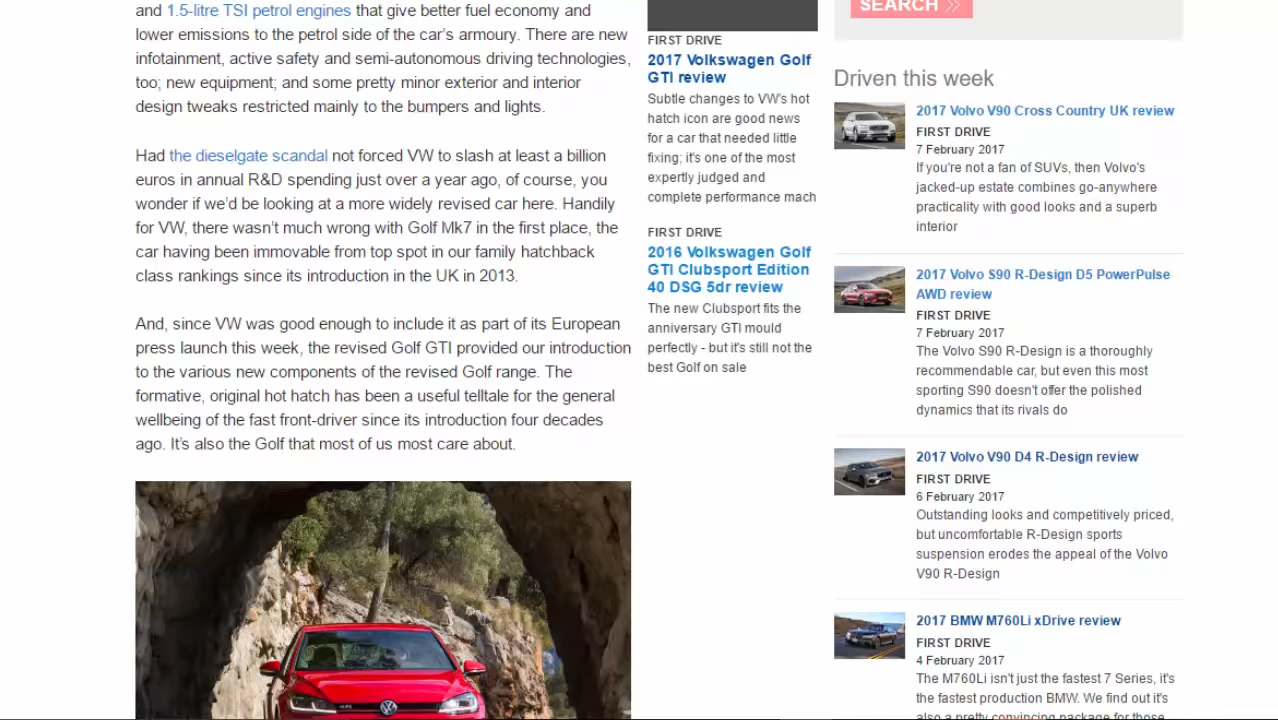 and 1.5-litre TSI petrol engines that give better fuel economy and
lower emissions to the petrol side of the car’s armoury. There are new
infotainment, active safety and semi-autonomous driving technologies,
too; new equipment; and some pretty minor exterior and interior
design tweaks restricted mainly to the bumpers and lights.
Had the dieselgate scandal not forced VW to slash at least a billion
euros in annual R&D spending just over a year ago, of course, you
wonder if we’d be looking at a more widely revised car here. Handily
for VW, there wasn’t much wrong with Golf Mk7 in the first place, the
car having been immovable from top spot in our family hatchback
class rankings since its introduction in the UK in 2013.
And, since VW was good enough to include it as part of its European
press launch this week, the revised Golf GTI provided our introduction
to the various new components of the revised Golf range. The
formative, original hot hatch has been a useful telltale for the general
wellbeing of the fast front-driver since its introduction four decades
ago. It’s also the Golf that most of us most care about.
FIRST DRIVE
2017 Volkswagen Golf
GTI review
Subtle changes to VW's hot
hatch icon are good news
for a car that needed little
fixing; it's one of the most
expertly judged and
complete performance mach
FIRST DRIVE
2016 Volkswagen Golf
GTI Clubsport Edition
40 DSG 5dr review
The new Clubsport fits the
anniversary GTI mould
perfectly - but it's still not the
best Golf on sale
SEARCH
Driven this week
2017 Volvo V90 Cross Country UK review
FIRST DRIVE
7 February 2017
If you're not a fan of SUVs, then Volvo's
jacked-up estate combines go-anywhere
practicality with good looks and a superb
interior
2017 Volvo S90 R-Design D5 PowerPulse
AWD review
FIRST DRIVE
7 February 2017
The Volvo S90 R-Design is a thoroughly
recommendable car, but even this most
sporting S90 doesn't offer the polished
dynamics that its rivals do
2017 Volvo V90 D4 R-Design review
FIRST DRIVE
6 February 2017
Outstanding looks and competitively priced,
but uncomfortable R-Design sports
suspension erodes the appeal of the Volvo
V90 R-Design
2017 BMW M760Li xDrive review
FIRST DRIVE
4 February 2017
The M760Li isn't just the fastest 7 Series, it's
the fastest production BMW. We find out it's
also a pretty convincing package for those